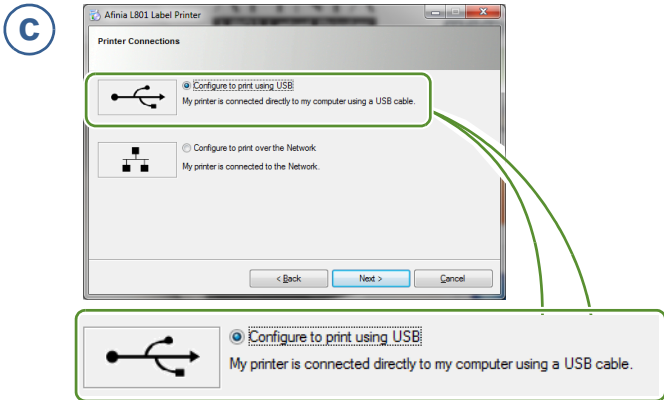 C
Afinia L801 Label Printer
Printer Connections
Configure to print using USB
My printer is connected directly to my computer using a USB cable.
Configure to print over the Network
My printer is connected to the Network.
< Back
Next >
Cancel
Configure to print using USB
My printer is connected directly to my computer using a USB cable.